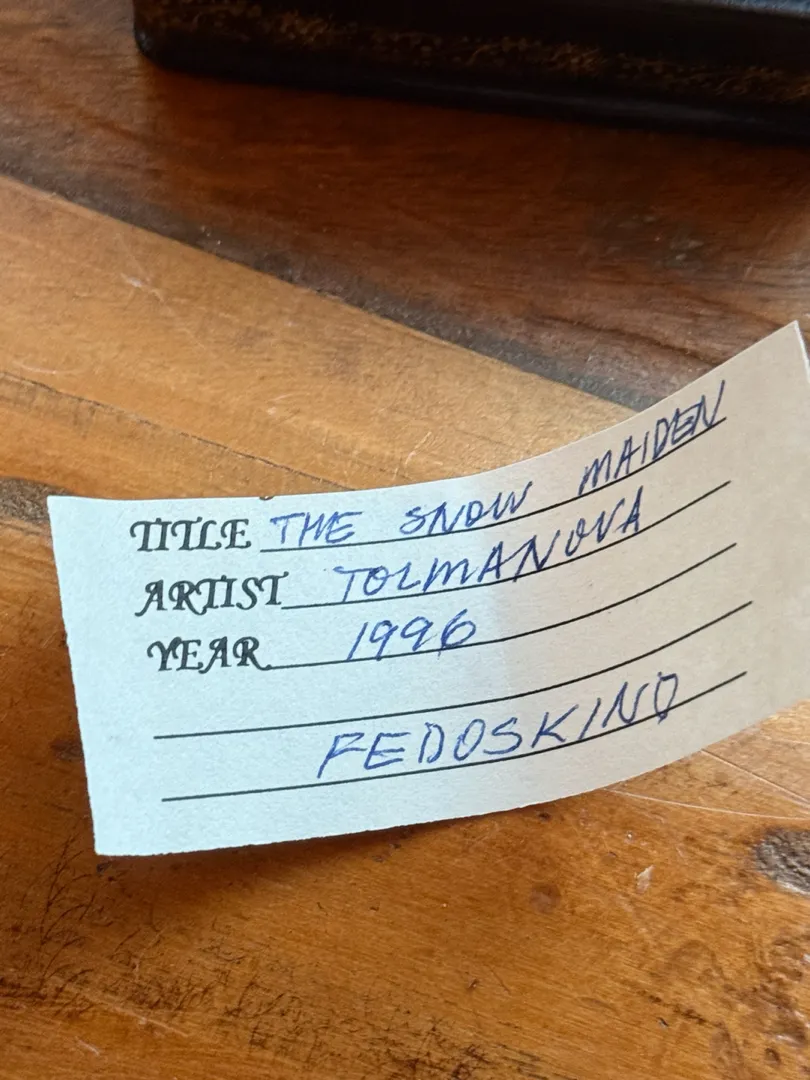 TITLE THE SNOW MAIDEN
ARTIST TOLMANOVA
YEAR 1996
FEDOSKINO